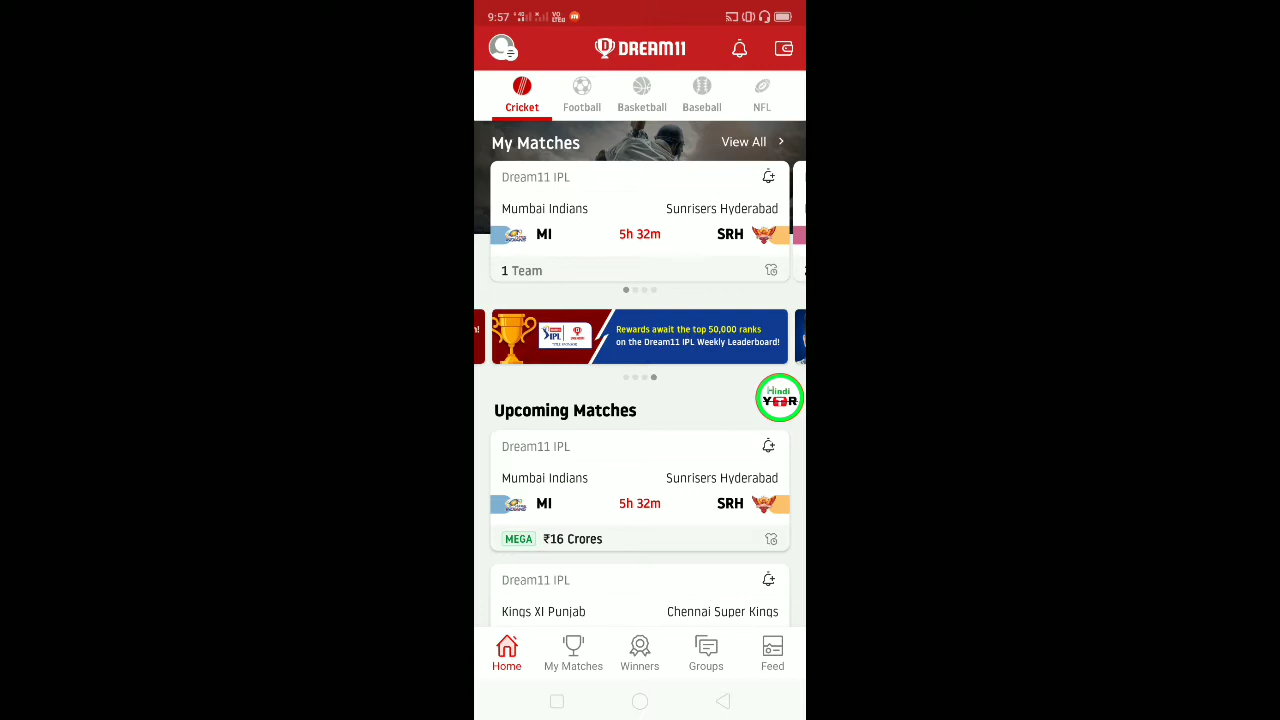 9:57
VO
LTE
DREAM11
Cricket
Football
Basketball
Baseball
NFL
My Matches
View All
Dream11 IPL
Mumbai Indians
Sunrisers Hyderabad
MI
5h 32m
SRH
1 Team
IPL
Rewards await the top 50,000 ranks
on the Dream11 IPL Weekly Leaderboard!
Hindi
Upcoming Matches
Dream11 IPL
Mumbai Indians
Sunrisers Hyderabad
MI
5h 32m
SRH
MEGA
₹16 Crores
Dream11 IPL
Kings XI Punjab
Chennai Super Kings
Home
My Matches
Winners
Groups
Feed